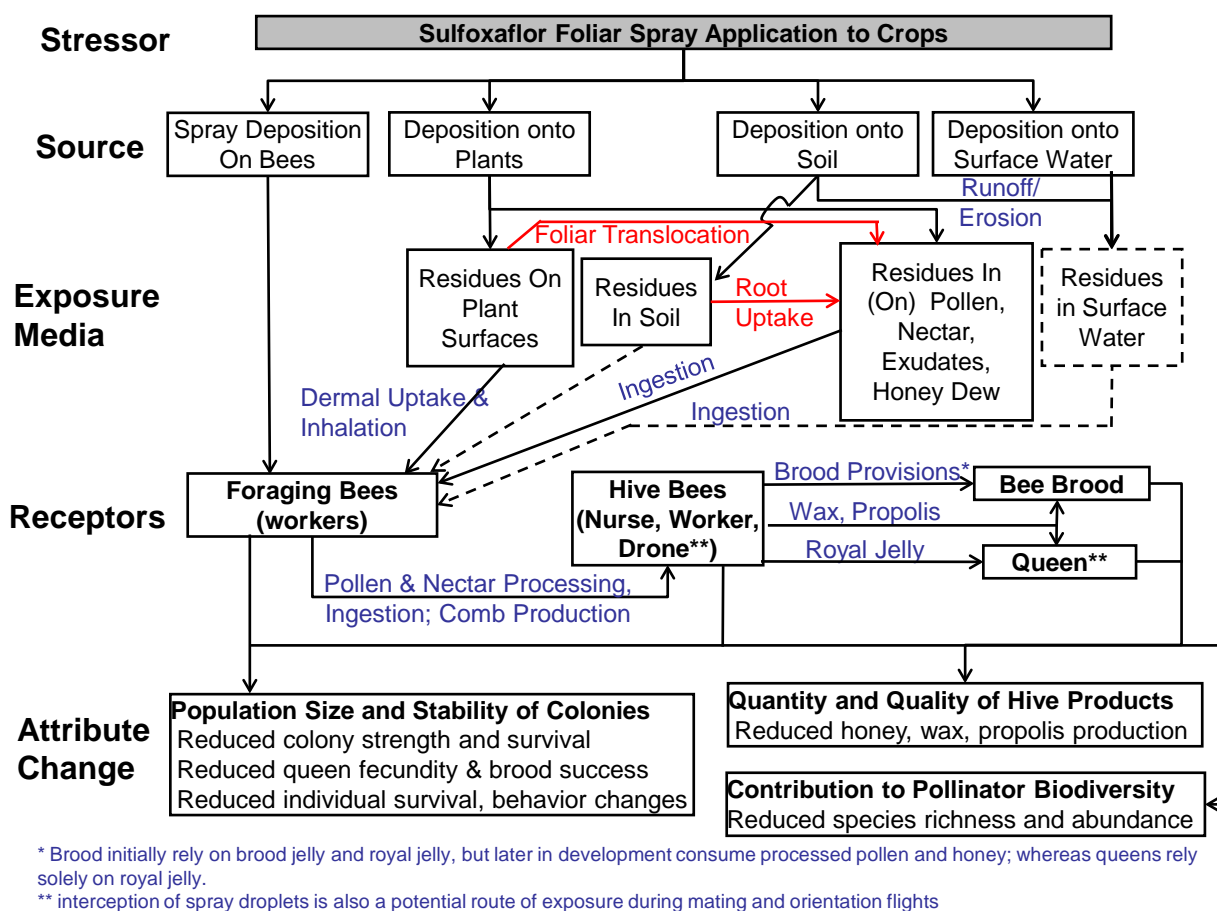 Stressor
Sulfoxaflor Foliar Spray Application to Crops
Source
Spray Deposition
On Bees
Deposition onto
Plants
Deposition onto
Soil
Deposition onto
Surface Water
Runoff/
Erosion
Foliar Translocation
Exposure
Media
Residues On
Plant
Surfaces
Residues
In Soil
Root
Uptake
Residues In
(On) Pollen,
Nectar,
Exudates,
Honey Dew
Residues
in Surface
Water
Dermal Uptake &
Inhalation
Ingestion
Ingestion
Receptors
Foraging Bees
(workers)
Hive Bees
(Nurse, Worker,
Drone**)
Brood Provisions*
Bee Brood
Wax, Propolis
Royal Jelly
Queen**
Pollen & Nectar Processing,
Ingestion; Comb Production
Attribute
Change
Population Size and Stability of Colonies
Reduced colony strength and survival
Reduced queen fecundity & brood success
Reduced individual survival, behavior changes
Quantity and Quality of Hive Products
Reduced honey, wax, propolis production
Contribution to Pollinator Biodiversity
Reduced species richness and abundance
* Brood initially rely on brood jelly and royal jelly, but later in development consume processed pollen and honey; whereas queens rely
solely on royal jelly.
** interception of spray droplets is also a potential route of exposure during mating and orientation flights